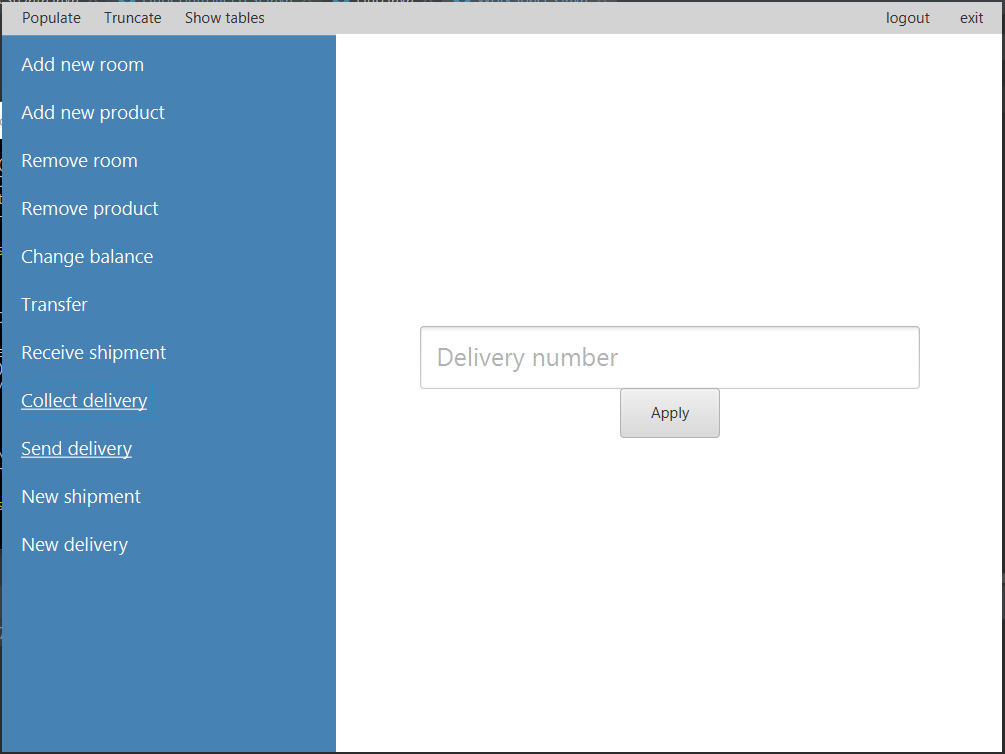 Populate Truncate Show tables logout exit
Add new room
Add new product
Remove room
Remove product
Change balance
Transfer
Receive shipment
Collect delivery
Send delivery
New shipment
New delivery
Delivery number
Apply